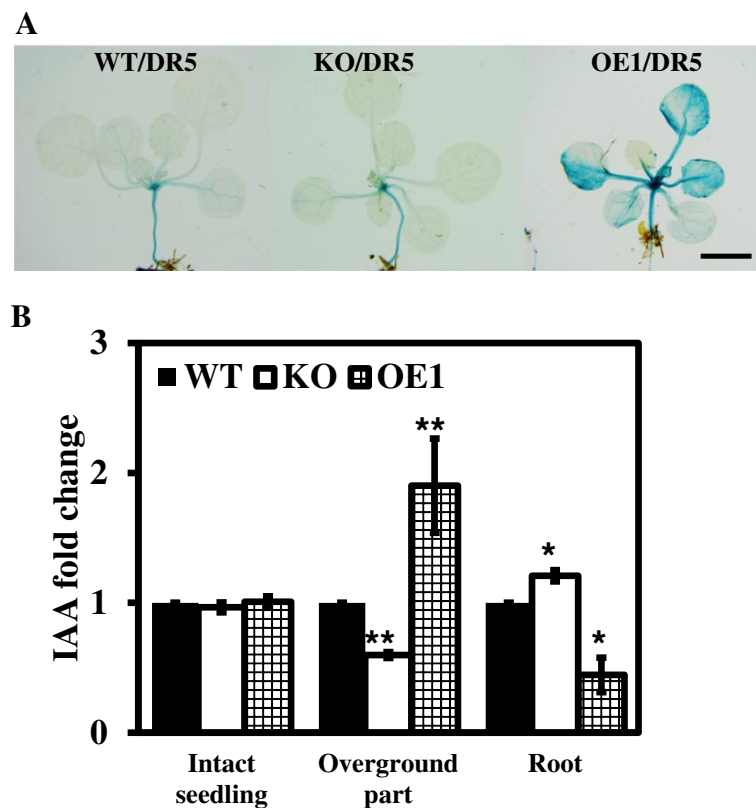 A
WT/DR5 KO/DR5 OE1/DR5
B
IAA fold change
3
2
1
0
WT KO OE1
**
**
*
*
Intact seedling
Overground part
Root